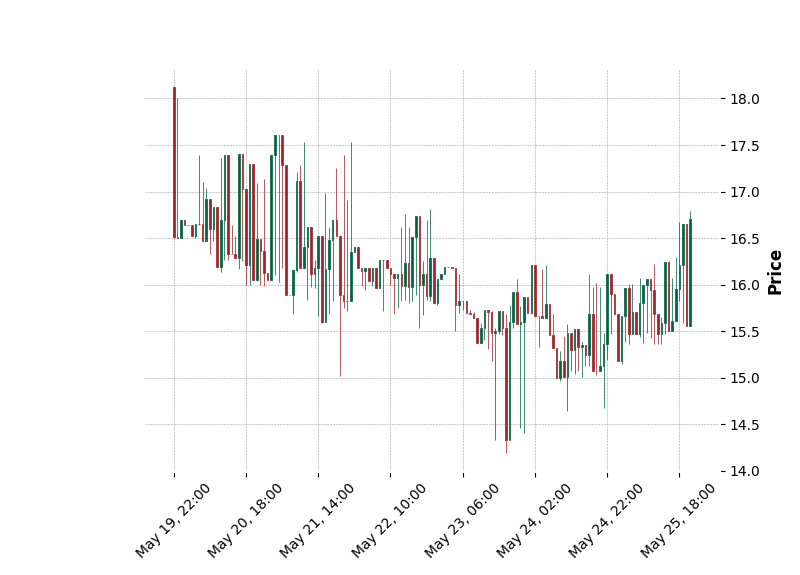 18.0
17.5
17.0
16.5
16.0
15.5
15.0
14.5
14.0
Price
May 19, 22:00
May 20, 18:00
May 21, 14:00
May 22, 10:00
May 23, 06:00
May 24, 02:00
May 24, 22:00
May 25, 18:00